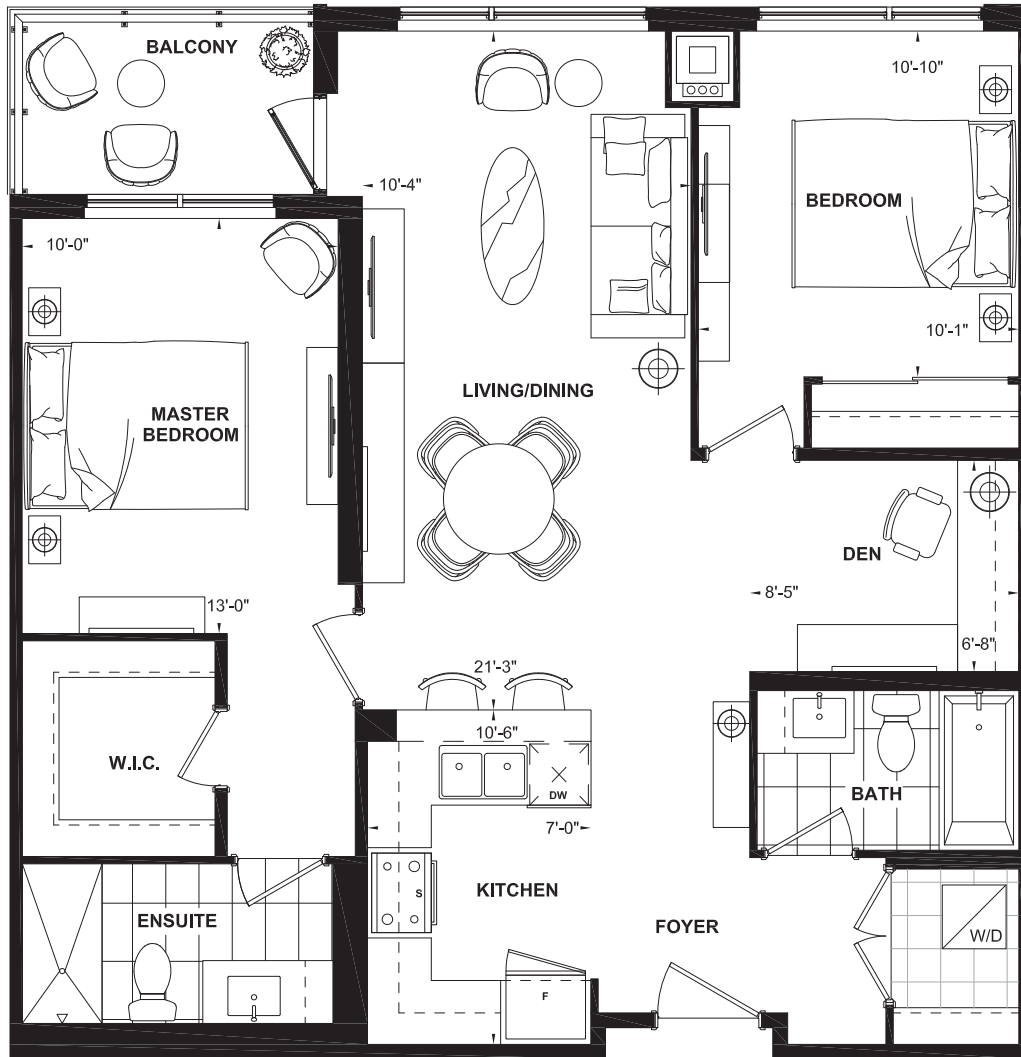 BALCONY
10'-10"
10'-4"
BEDROOM
10'-0"
10'-1"
LIVING/DINING
MASTER
BEDROOM
DEN
8'-5"
13'-0"
6'-8"
21'-3"
10'-6"
W.I.C.
DW
BATH
7'-0"
S
KITCHEN
ENSUITE
FOYER
W/D
F